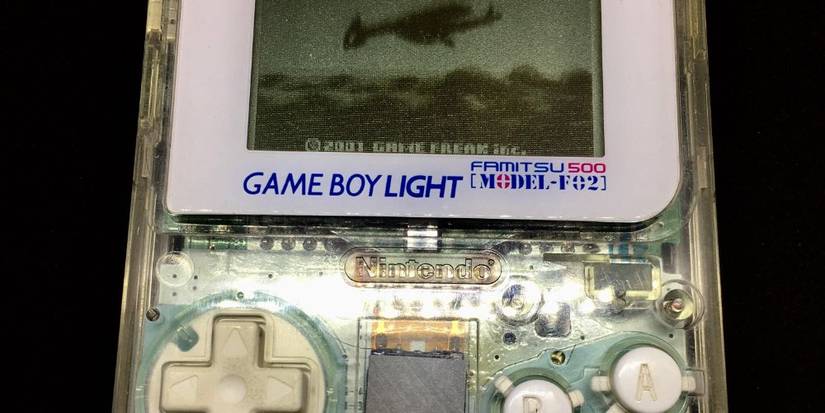 ©2001 GAME FREAK inc.
FAMITSU 500
GAME BOY LIGHT [MODEL-F02]
Nintendo®
A
B